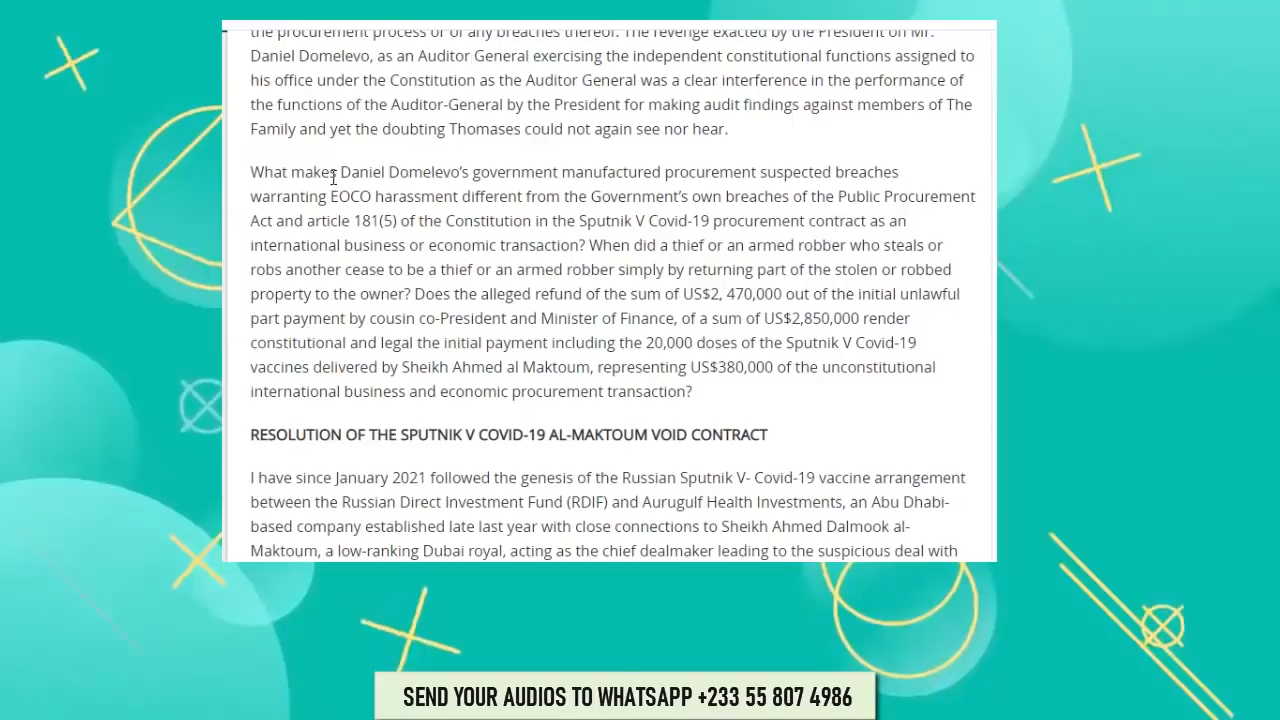 the procurement process or of any breaches thereof. The revenge exacted by the President on Mr.
Daniel Domelevo, as an Auditor General exercising the independent constitutional functions assigned to
his office under the Constitution as the Auditor General was a clear interference in the performance of
the functions of the Auditor-General by the President for making audit findings against members of The
Family and yet the doubting Thomases could not again see nor hear.
What makes Daniel Domelevo’s government manufactured procurement suspected breaches
warranting EOCO harassment different from the Government’s own breaches of the Public Procurement
Act and article 181(5) of the Constitution in the Sputnik V Covid-19 procurement contract as an
international business or economic transaction? When did a thief or an armed robber who steals or
robs another cease to be a thief or an armed robber simply by returning part of the stolen or robbed
property to the owner? Does the alleged refund of the sum of US$2, 470,000 out of the initial unlawful
part payment by cousin co-President and Minister of Finance, of a sum of US$2,850,000 render
constitutional and legal the initial payment including the 20,000 doses of the Sputnik V Covid-19
vaccines delivered by Sheikh Ahmed al Maktoum, representing US$380,000 of the unconstitutional
international business and economic procurement transaction?
RESOLUTION OF THE SPUTNIK V COVID-19 AL-MAKTOUM VOID CONTRACT
I have since January 2021 followed the genesis of the Russian Sputnik V- Covid-19 vaccine arrangement
between the Russian Direct Investment Fund (RDIF) and Aurugulf Health Investments, an Abu Dhabi-
based company established late last year with close connections to Sheikh Ahmed Dalmook al-
Maktoum, a low-ranking Dubai royal, acting as the chief dealmaker leading to the suspicious deal with
SEND YOUR AUDIOS TO WHATSAPP +233 55 807 4986